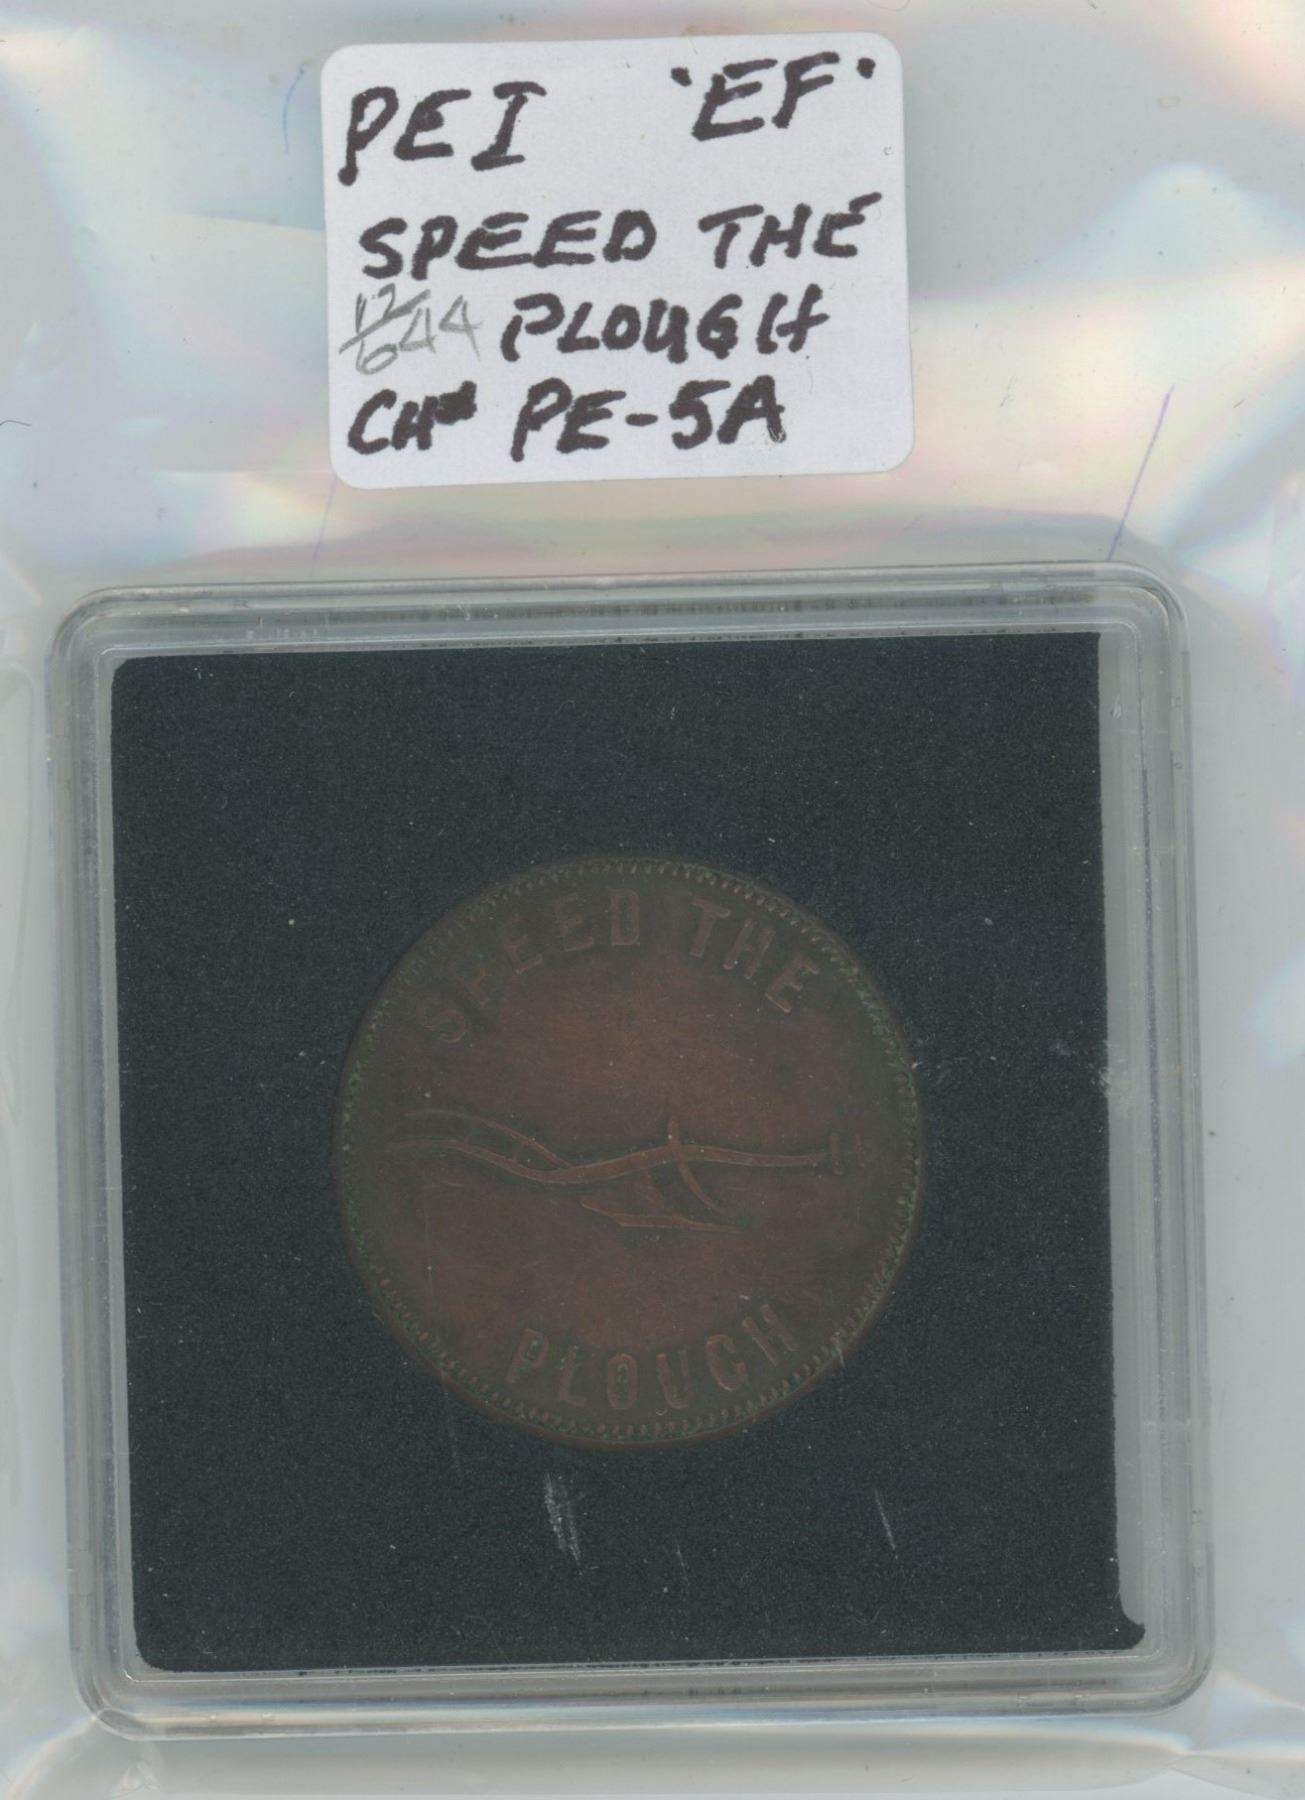 PEI 'EF'
SPEED THE
12/644 PLOUGH
CH# PE-5A
SPEED THE
PLOUGH